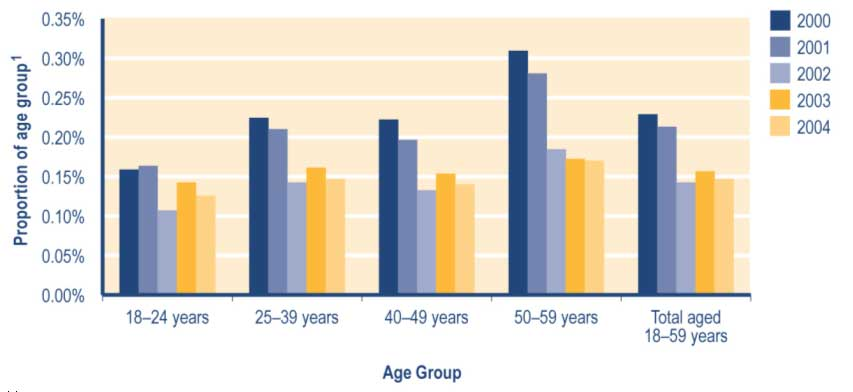 0.35%
0.30%
0.25%
0.20%
0.15%
0.10%
0.05%
0.00%
Proportion of age group¹
18–24 years
25–39 years
40–49 years
50–59 years
Total aged
18–59 years
Age Group
2000
2001
2002
2003
2004